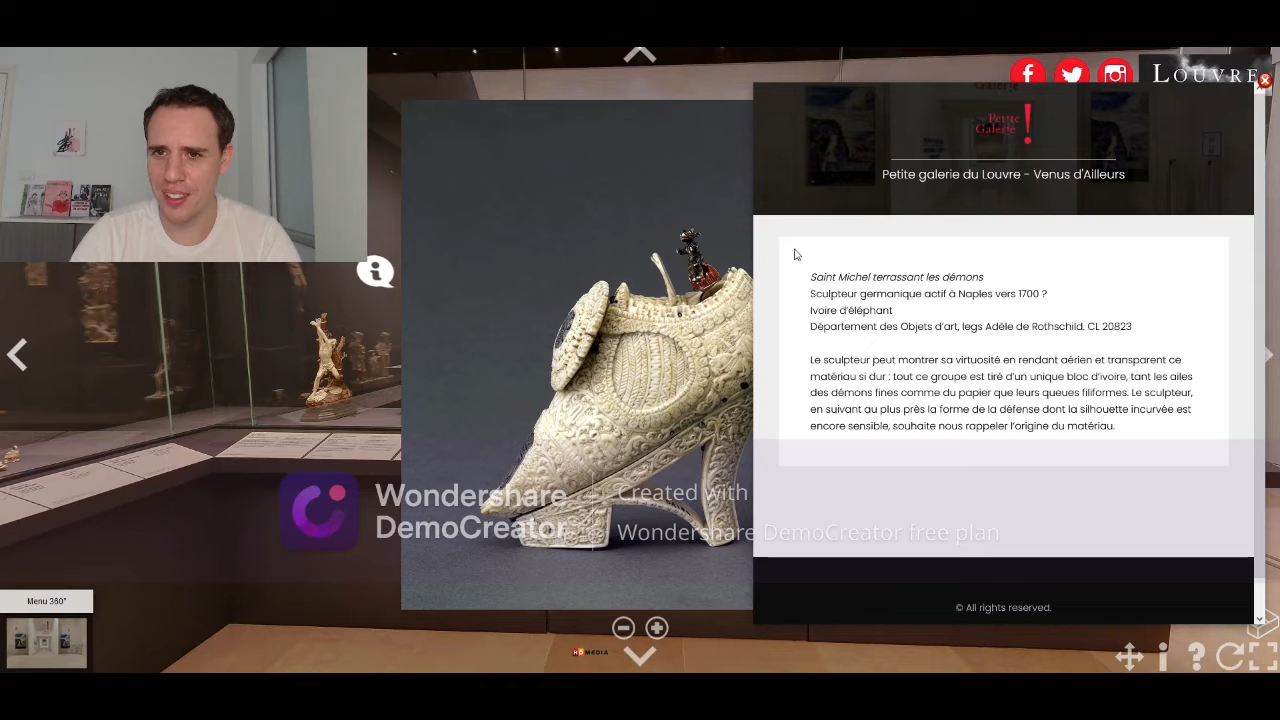 LOUVRE
Galerie
Petite
Galerie !
Petite galerie du Louvre - Venus d'Ailleurs
Saint Michel terrassant les démons
Sculpteur germanique actif à Naples vers 1700 ?
Ivoire d'éléphant
Département des Objets d'art, legs Adèle de Rothschild. CL 20823
Le sculpteur peut montrer sa virtuosité en rendant aérien et transparent ce
matériau si dur : tout ce groupe est tiré d'un unique bloc d'ivoire, tant les ailes
des démons fines comme du papier que leurs queues filiformes. Le sculpteur,
en suivant au plus près la forme de la défense dont la silhouette incurvée est
encore sensible, souhaite nous rappeler l'origine du matériau.
Wondershare
DemoCreator
Created with
Wondershare DemoCreator free plan
Menu 360°
© All rights reserved.
HD MEDIA